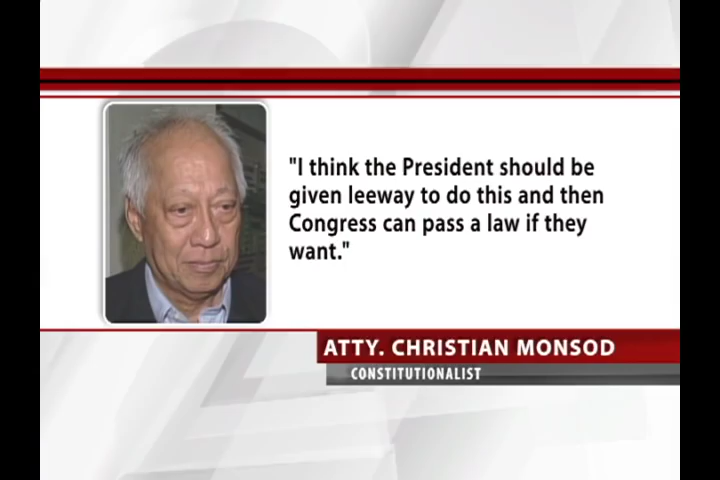 "I think the President should be
given leeway to do this and then
Congress can pass a law if they
want."
ATTY. CHRISTIAN MONSOD
CONSTITUTIONALIST